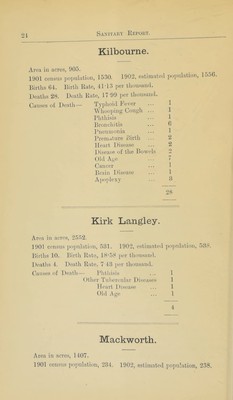 24 SANITARY REPORT.
Kilbourne.
Area in acres, 905.
1901 census population, 1530. 1902, estimated population, 1556.
Births 64. Birth Rate, 41·13 per thousand.
Deaths 28. Death Rate 17·99 per thousand.
Causes of Death— Typhoid Fever ... 1
Whooping Cough ... 1
Phthisis ... 1
Bronchitis ... 6
Pneumonia ... 1
Premature Birth ... 2
Heart Disease ... 2
Disease of the Bowels 2
Old Age ... 7
Cancer ... 1
Brain Disease ... 1
Apoplexy ... 3
28
Kirk Langley.
Area in acres, 2552
1901 census population, 531. 1902, estimated population,
Births 10. Birth Rate, 18·58 per thousand.
Deaths 4. Death Rate, 7·43 per thousand.
Causes of Death— Phthisis ... 1
Other Tubercular Diseases 1
Heart Disease ... 1
Old Age ... 1
4
Mackworth.
Area in acres, 1407.
1901 census population, 294. 1902, estimated population, 238.